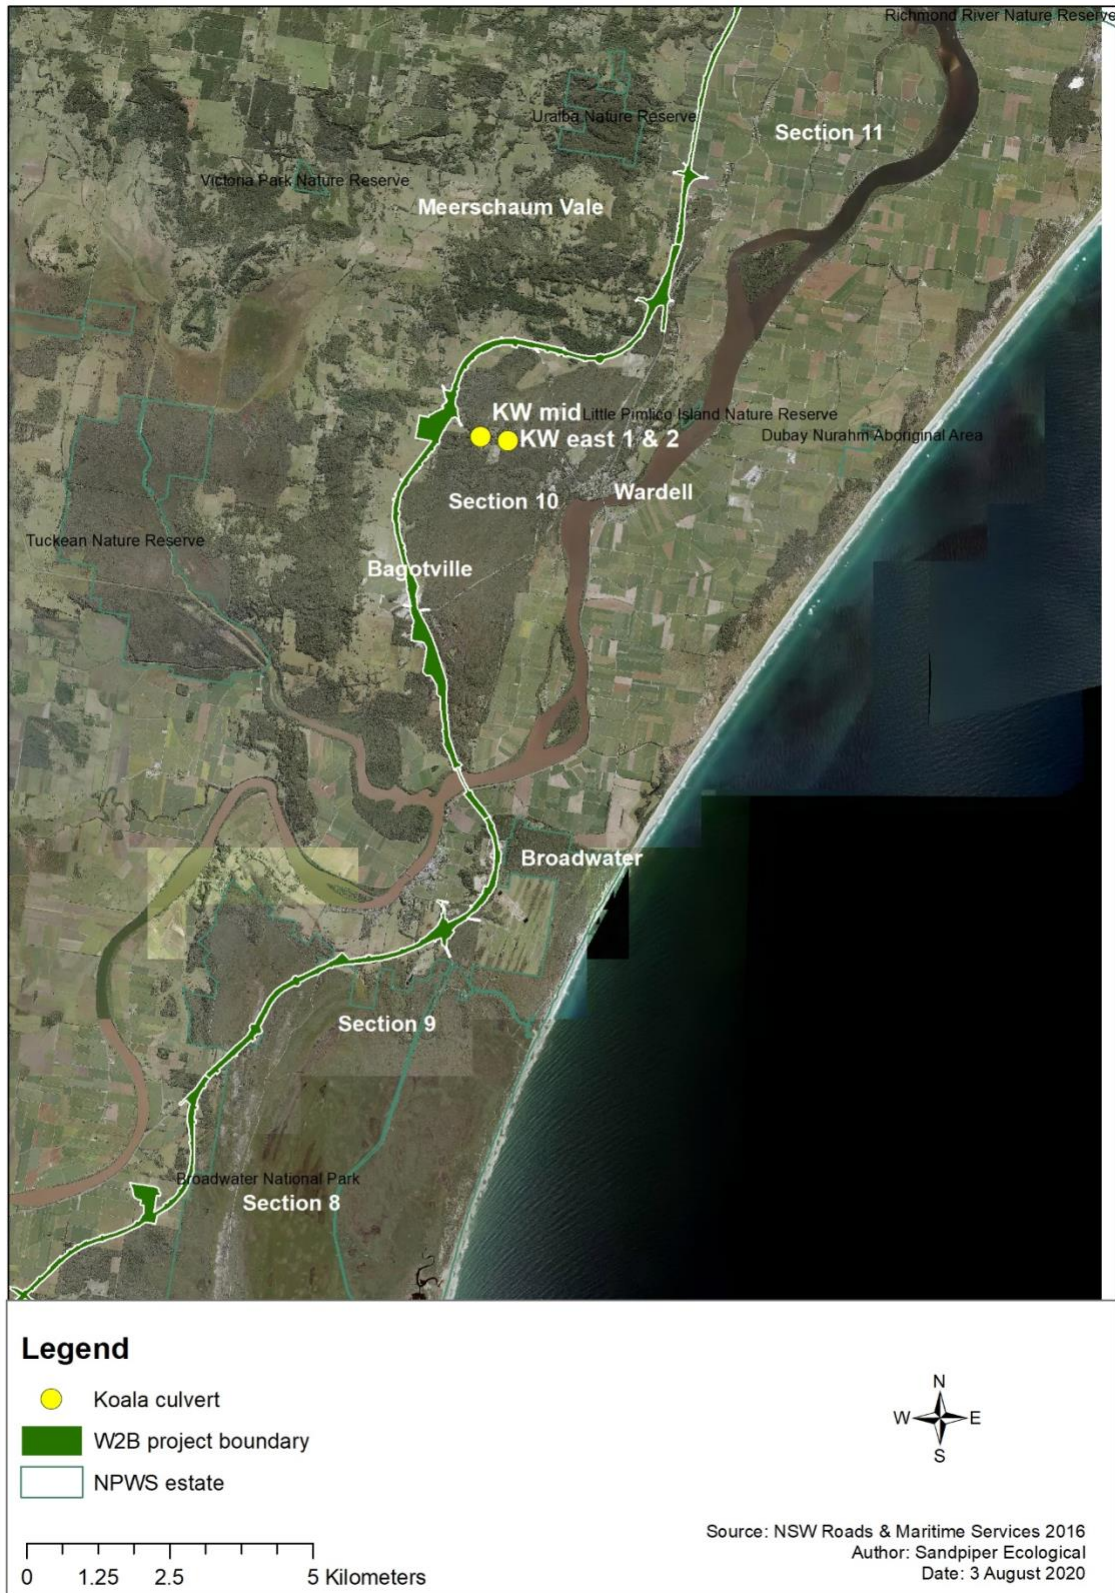 Richmond River Nature Reserve
Uralba Nature Reserve
Section 11
Victoria Park Nature Reserve
Meerschaum Vale
KW mid
Little Pimlico Island Nature Reserve
KW east 1 & 2
Dubay Nurahm Aboriginal Area
Section 10
Wardell
Tuckean Nature Reserve
Bagotville
Broadwater
Section 9
Broadwater National Park
Section 8
Legend
Koala culvert
W2B project boundary
NPWS estate
N
W
E
S
0 1.25 2.5 5 Kilometers
Source: NSW Roads & Maritime Services 2016
Author: Sandpiper Ecological
Date: 3 August 2020